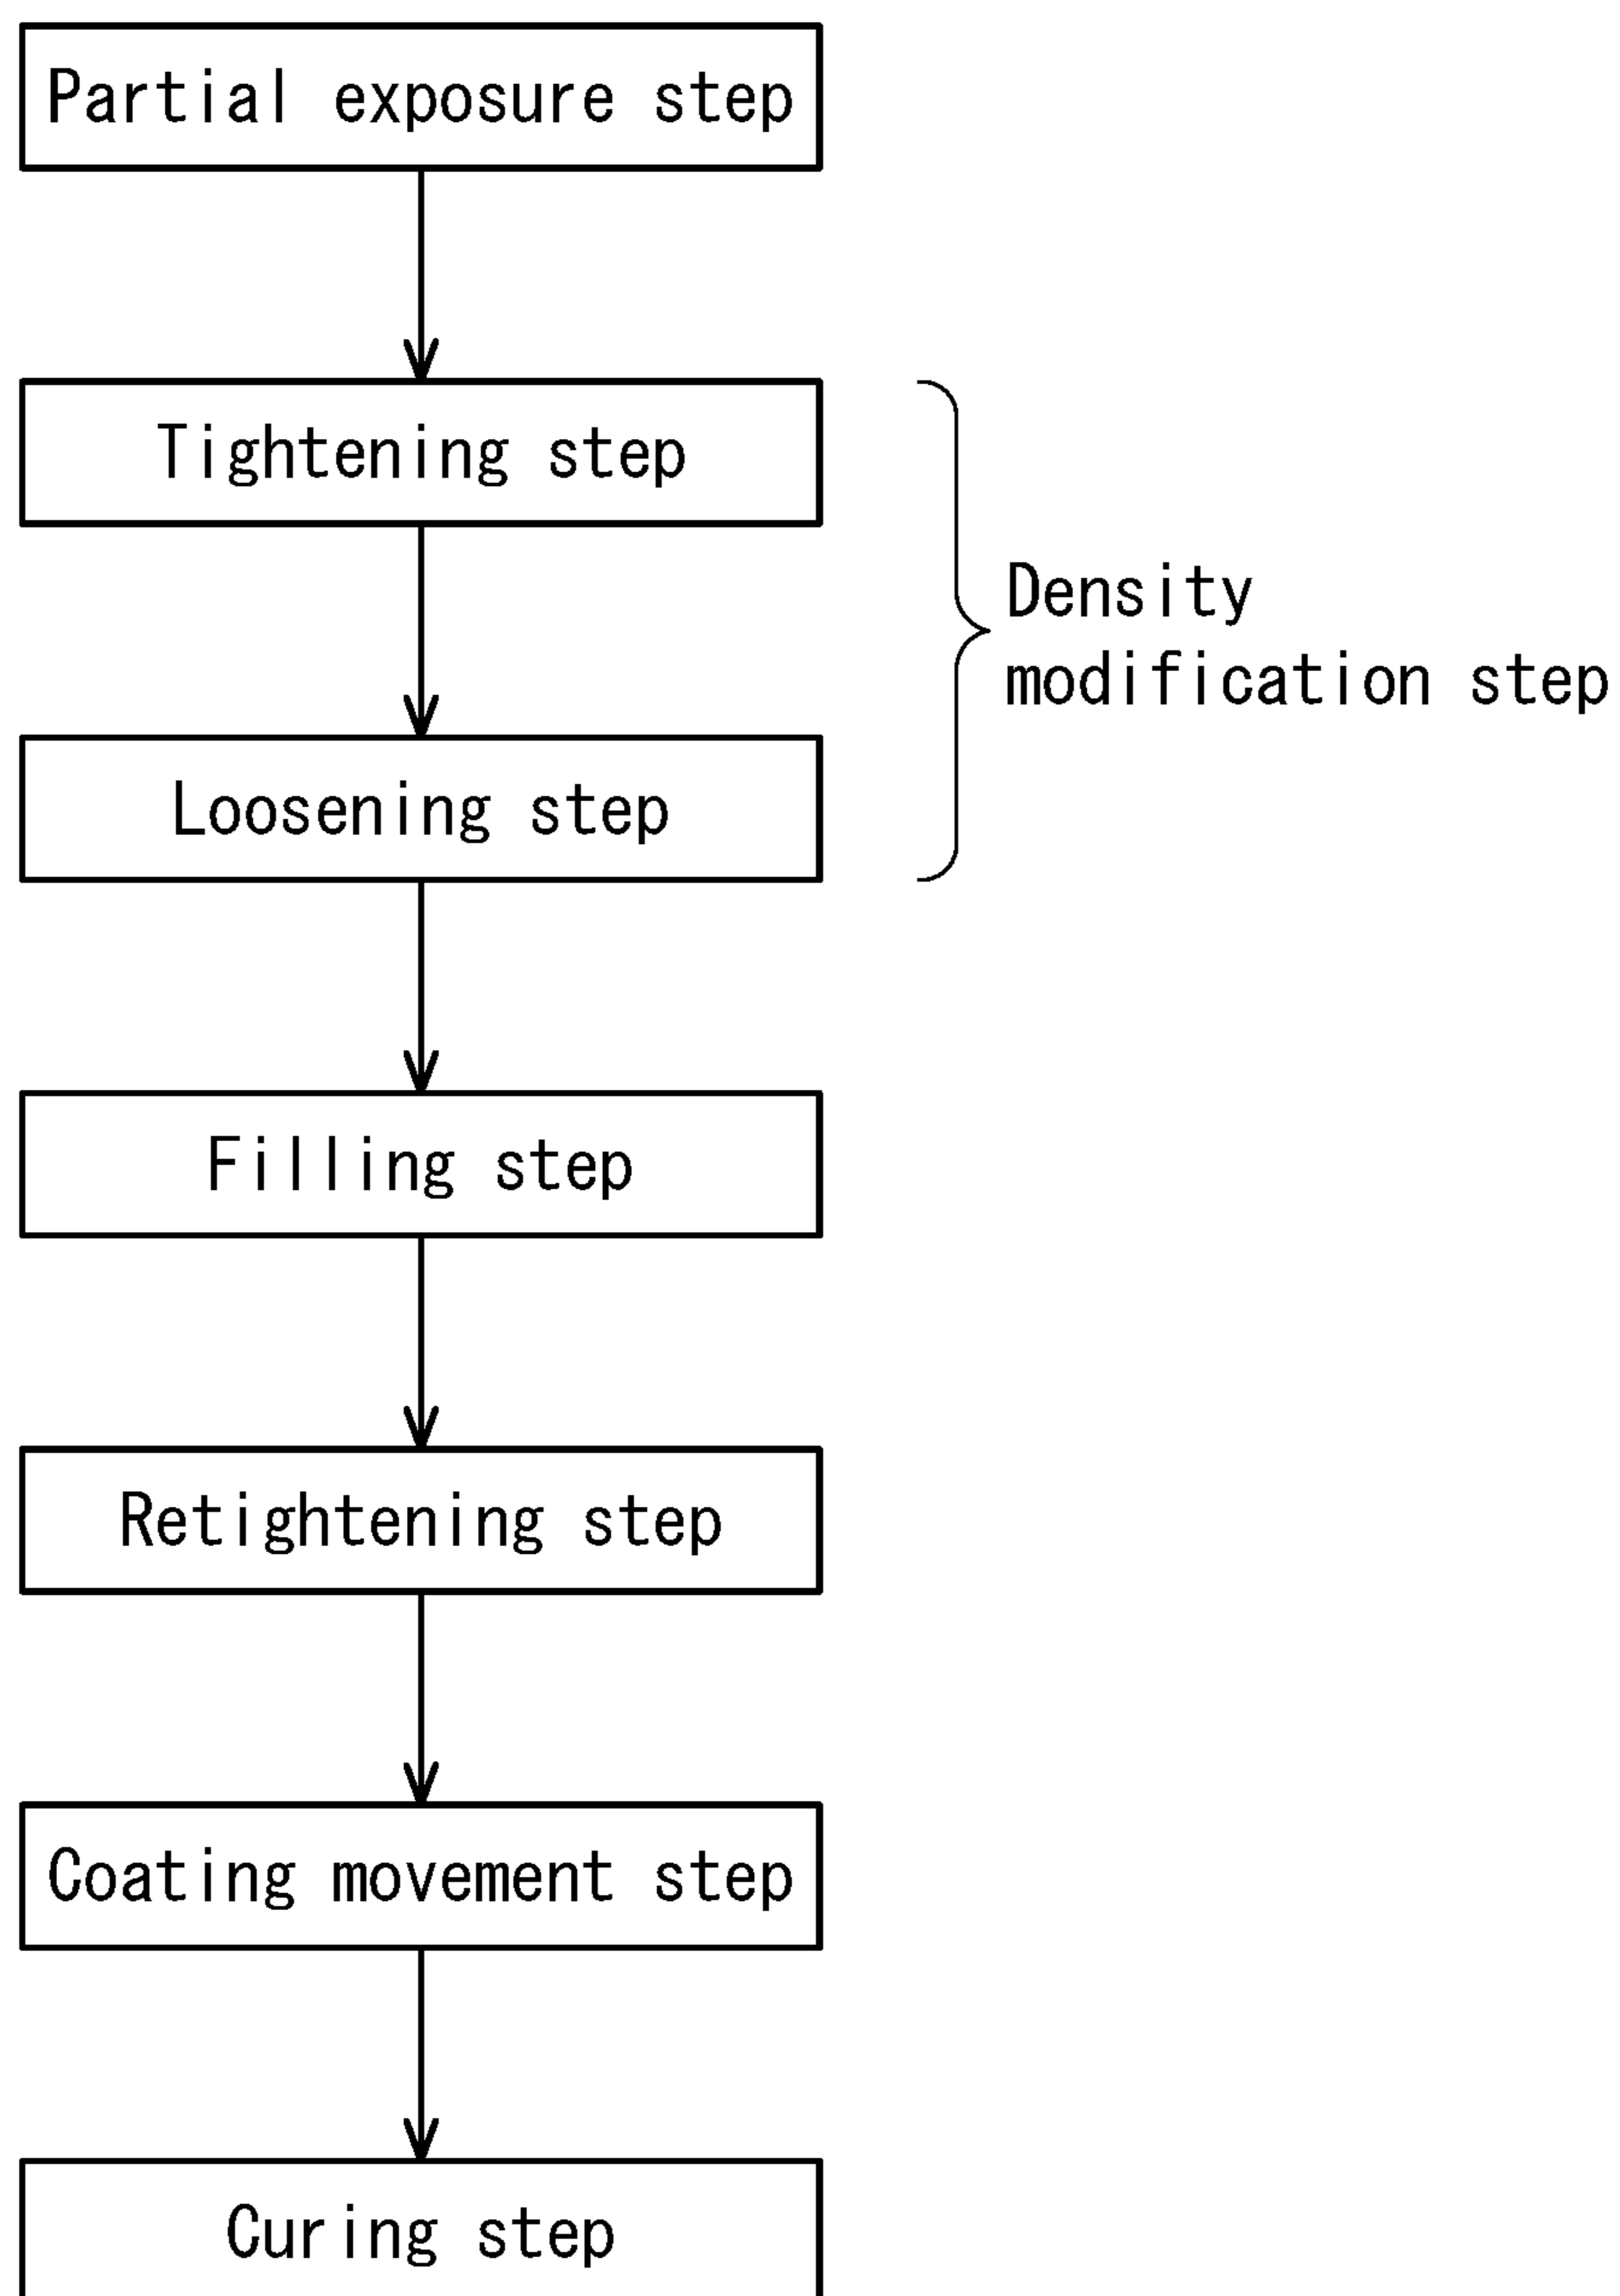 Partial exposure step
Tightening step
Density
modification step
Loosening step
Filling step
Retightening step
Coating movement step
Curing step